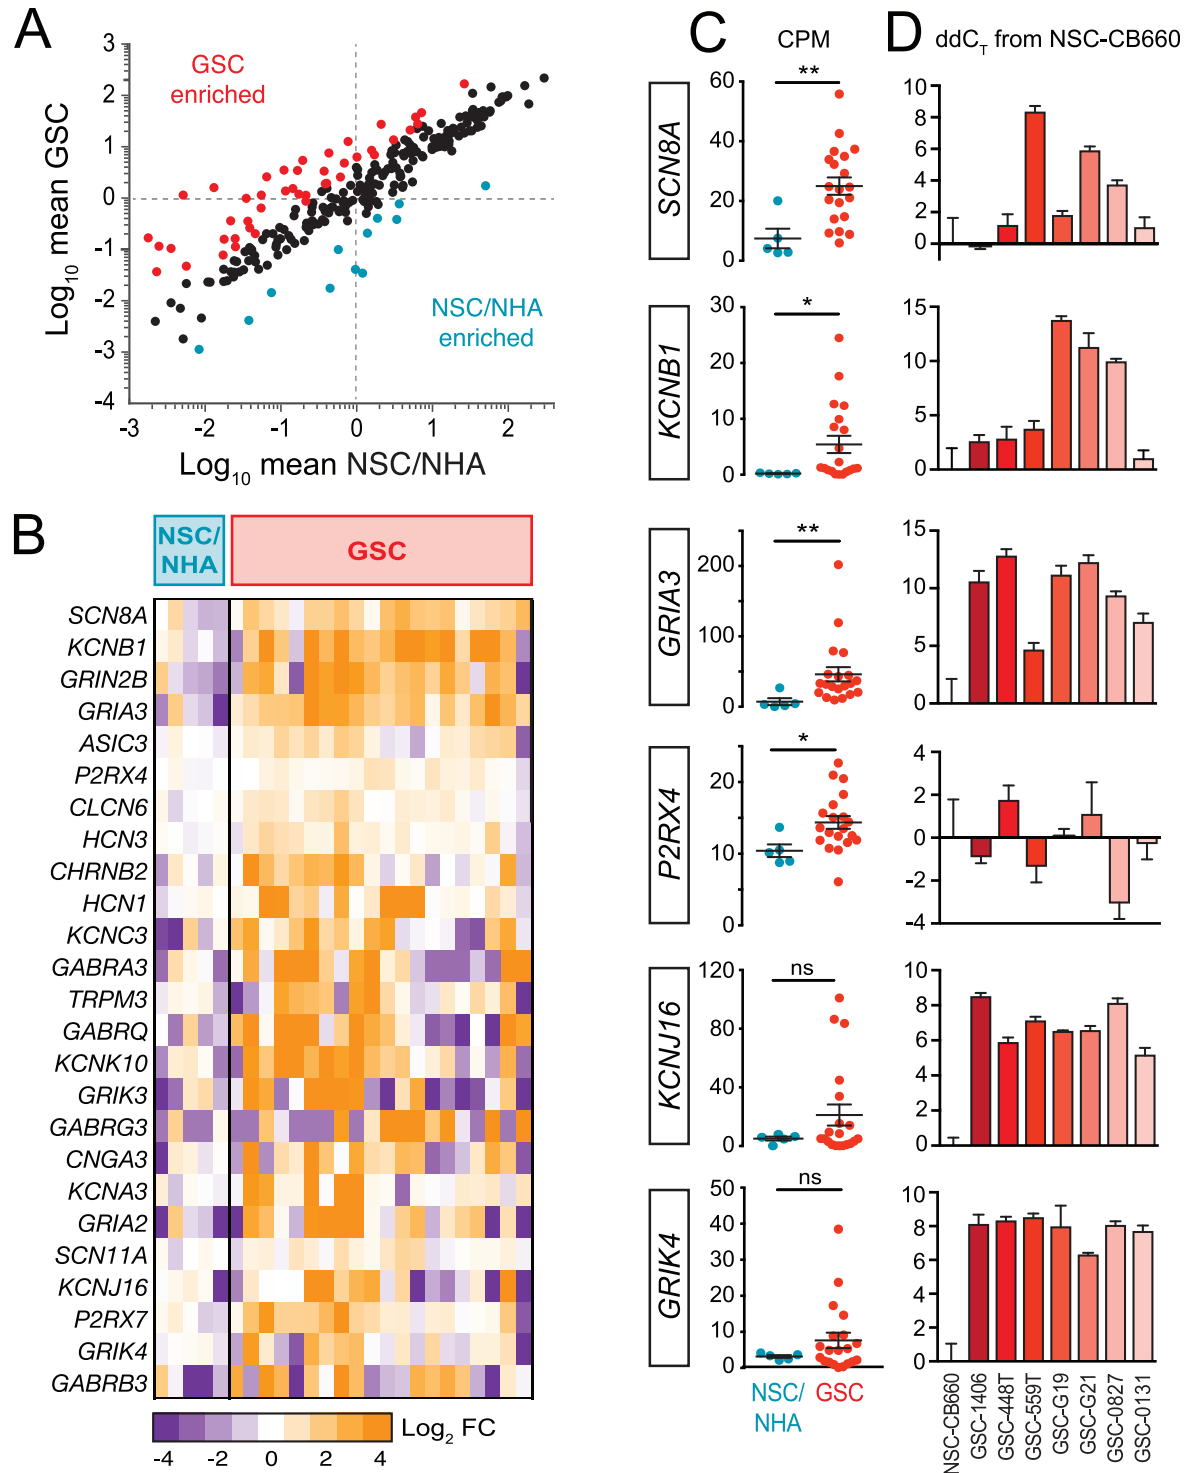 A
3
2
1
0
-1
-2
-3
-4
Log10 mean GSC
GSC
enriched
NSC/NHA
enriched
-3 -2 -1 0 1 2
Log10 mean NSC/NHA
B
NSC/
NHA
GSC
SCN8A
KCNB1
GRIN2B
GRIA3
ASIC3
P2RX4
CLCN6
HCN3
CHRNB2
HCN1
KCNC3
GABRA3
TRPM3
GABRQ
KCNK10
GRIK3
GABRG3
CNGA3
KCNA3
GRIA2
SCN11A
KCNJ16
P2RX7
GRIK4
GABRB3
-4 -2 0 2 4
Log2 FC
C
CPM
SCN8A
60
40
20
0
**
KCNB1
30
20
10
0
*
GRIA3
200
100
0
**
P2RX4
20
10
0
*
KCNJ16
120
80
40
0
ns
GRIK4
50
40
30
20
10
0
ns
NSC/
NHA
GSC
D
ddCT from NSC-CB660
10
8
6
4
2
0
15
10
5
0
15
10
5
0
4
2
0
-2
-4
10
8
6
4
2
0
10
8
6
4
2
0
NSC-CB660
GSC-1406
GSC-448T
GSC-559T
GSC-G19
GSC-G21
GSC-0827
GSC-0131